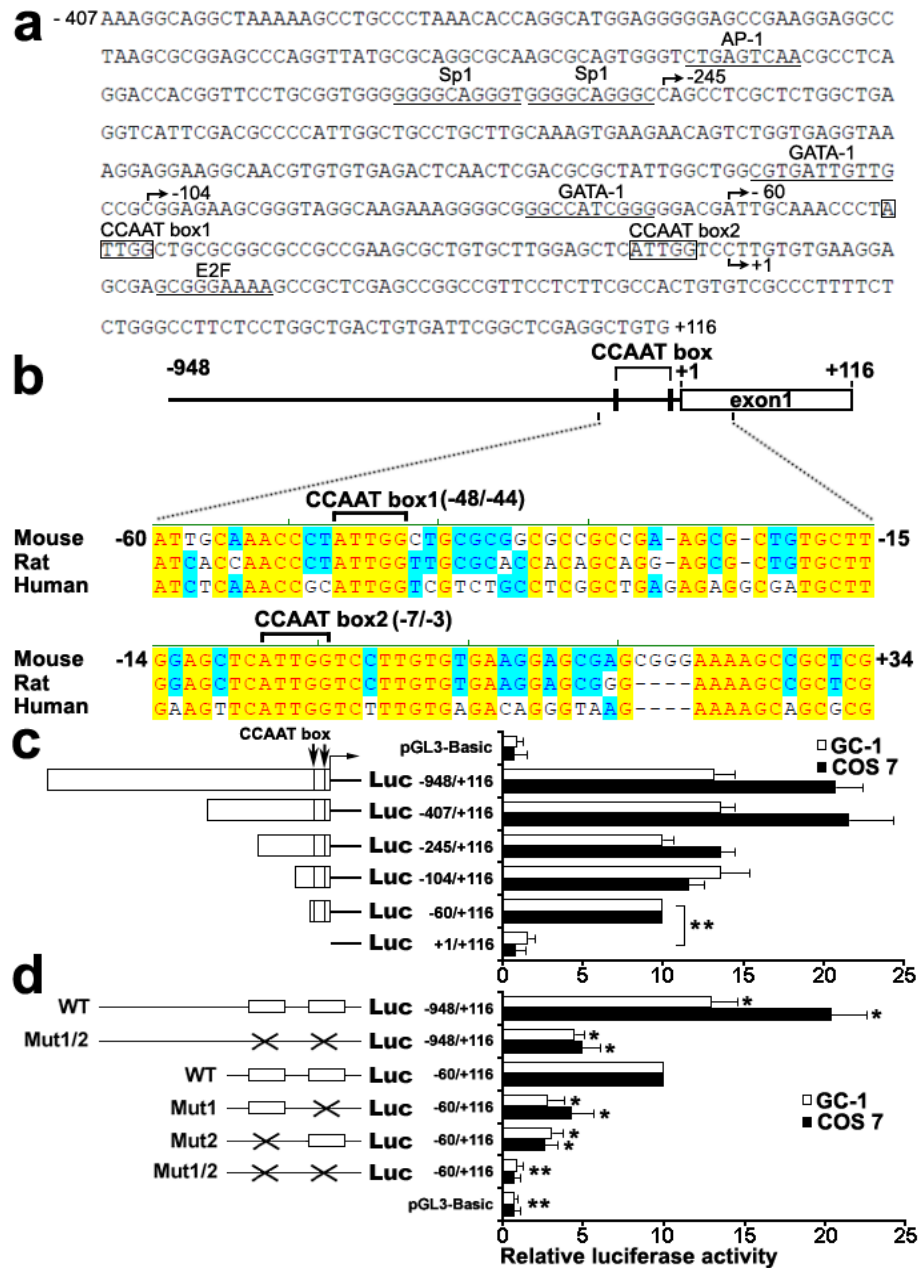 a
-407 AAAGGCAGGCTAAAAAGCCTGCCCTAAACACCAGGCATGGAGGGGGAGCCGAAGGAGGCC
AP-1
TAAGCGCGGAGCCCAGGTTATGCGCAGGCGCAAGCGCAGTGGGTCTGAGTCAACGCCTCA
Sp1 Sp1 -245
GGACCACGGTTCCTGCGGTGGGGGGGCAGGGTGGGGCAGGGCCAGCCTCGCTCTGGCTGA
GGTCATTCGACGCCCCATTGGCTGCCTGCTTGCAAAGTGAAGAACAGTCTGGTGAGGTAA
GATA-1
AGGAGGAAGGCAACGTGTGTGAGACTCAACTCGACGCGCTATTGGCTGGCGTGATTGTTG
-104 GATA-1 -60
CCGCGGAGAAGCGGGTAGGCAAGAAAGGGGCGGGCCATCGGGGGACGATTGCAAACCCTA
CCAAT box1 CCAAT box2
TTGGCTGCGCGGCGCCGCCGAAGCGCTGTGCTTGGAGCTCATTGGTCCTTGTGTGAAGGA
E2F +1
GCGAGCGGGAAAAGCCGCTCGAGCCGGCCGTTCCTCTTCGCCACTGTGTCGCCCTTTTCT
CTGGGCCTTCTCCTGGCTGACTGTGATTCGGCTCGAGGCTGTG +116
b
CCAAT box
-948 +1 +116
exon1
CCAAT box1 (-48/-44)
Mouse -60 ATTGCAAACCCTATTGGCTGCGCGGCGCCGCCGA-AGCG-CTGTGCTT -15
Rat ATCACCAACCCTATTGGTTGCGCACCACAGCAGG-AGCG-CTGTGCTT
Human ATCTCAAACCGCATTGGTCGTCTGCCTCGGCTGAGAGAGGCGATGCTT
CCAAT box2 (-7/-3)
Mouse -14 GGAGCTCATTGGTCCTTGTGTGAAGGAGCGAGCGGGAAAAGCCGCTCG +34
Rat GGAGCTCATTGGTCCTTGTGTGAAGGAGCGGG----AAAAGCCGCTCG
Human GAAGTTCATTGGTCTTTGTGAGACAGGGTAAG----AAAAGCAGCGCG
c
CCAAT box
pGL3-Basic
GC-1
COS 7
Luc -948/+116
Luc -407/+116
Luc -245/+116
Luc -104/+116
Luc -60/+116
**
Luc +1/+116
0 5 10 15 20 25
d
WT Luc -948/+116 * *
Mut1/2 Luc -948/+116 * *
WT Luc -60/+116
GC-1
COS 7
Mut1 Luc -60/+116 * *
Mut2 Luc -60/+116 * *
Mut1/2 Luc -60/+116 **
pGL3-Basic **
0 5 10 15 20 25
Relative luciferase activity